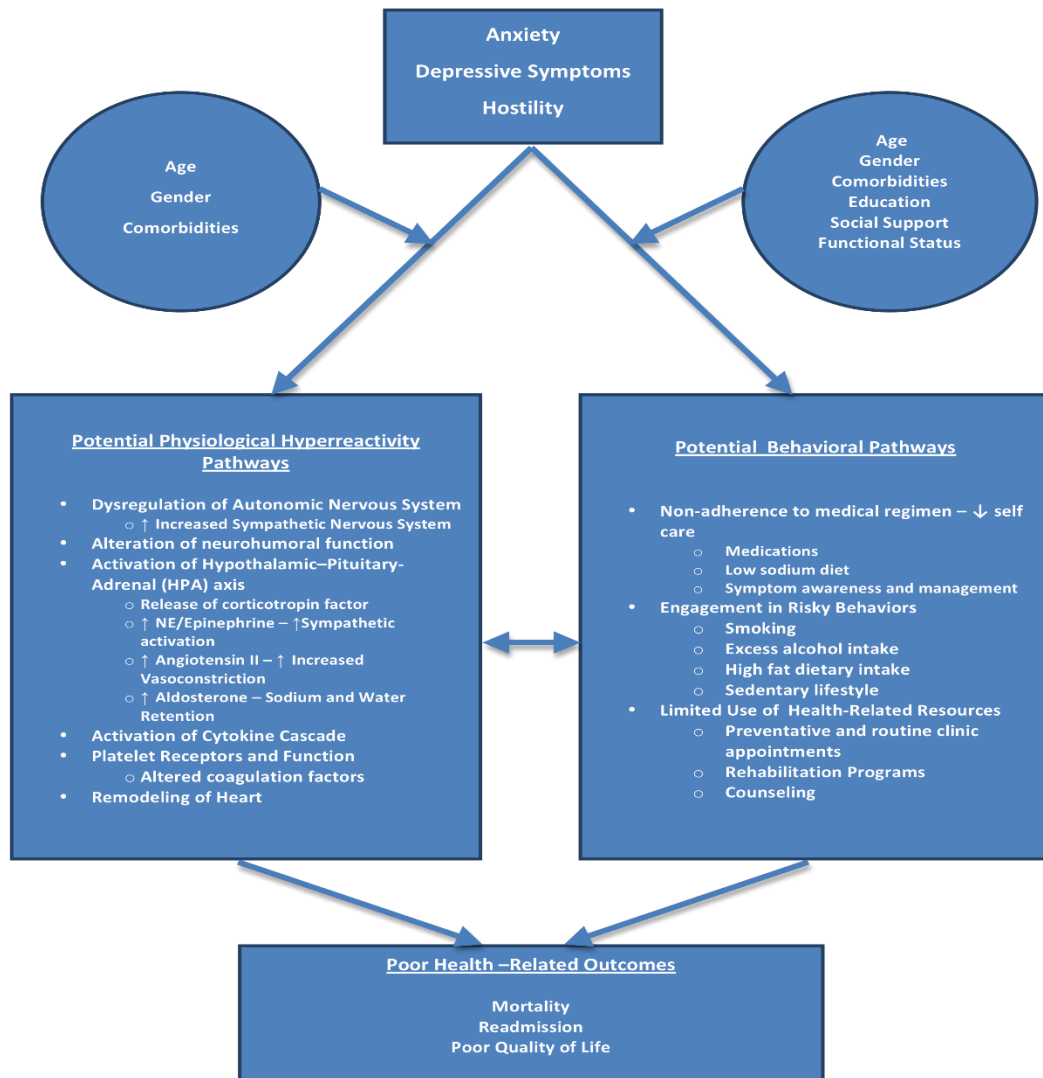 Anxiety
Depressive Symptoms
Hostility
Age
Gender
Comorbidities
Age
Gender
Comorbidities
Education
Social Support
Functional Status
Potential Physiological Hyperreactivity
Pathways
• Dysregulation of Autonomic Nervous System
○ ↑ Increased Sympathetic Nervous System
• Alteration of neurohumoral function
• Activation of Hypothalamic–Pituitary-
Adrenal (HPA) axis
○ Release of corticotropin factor
○ ↑ NE/Epinephrine – ↑Sympathetic
activation
○ ↑ Angiotensin II – ↑ Increased
Vasoconstriction
○ ↑ Aldosterone – Sodium and Water
Retention
• Activation of Cytokine Cascade
• Platelet Receptors and Function
○ Altered coagulation factors
• Remodeling of Heart
Potential Behavioral Pathways
• Non-adherence to medical regimen – ↓ self
care
○ Medications
○ Low sodium diet
○ Symptom awareness and management
• Engagement in Risky Behaviors
○ Smoking
○ Excess alcohol intake
○ High fat dietary intake
○ Sedentary lifestyle
• Limited Use of Health-Related Resources
○ Preventative and routine clinic
appointments
○ Rehabilitation Programs
○ Counseling
Poor Health –Related Outcomes
Mortality
Readmission
Poor Quality of Life